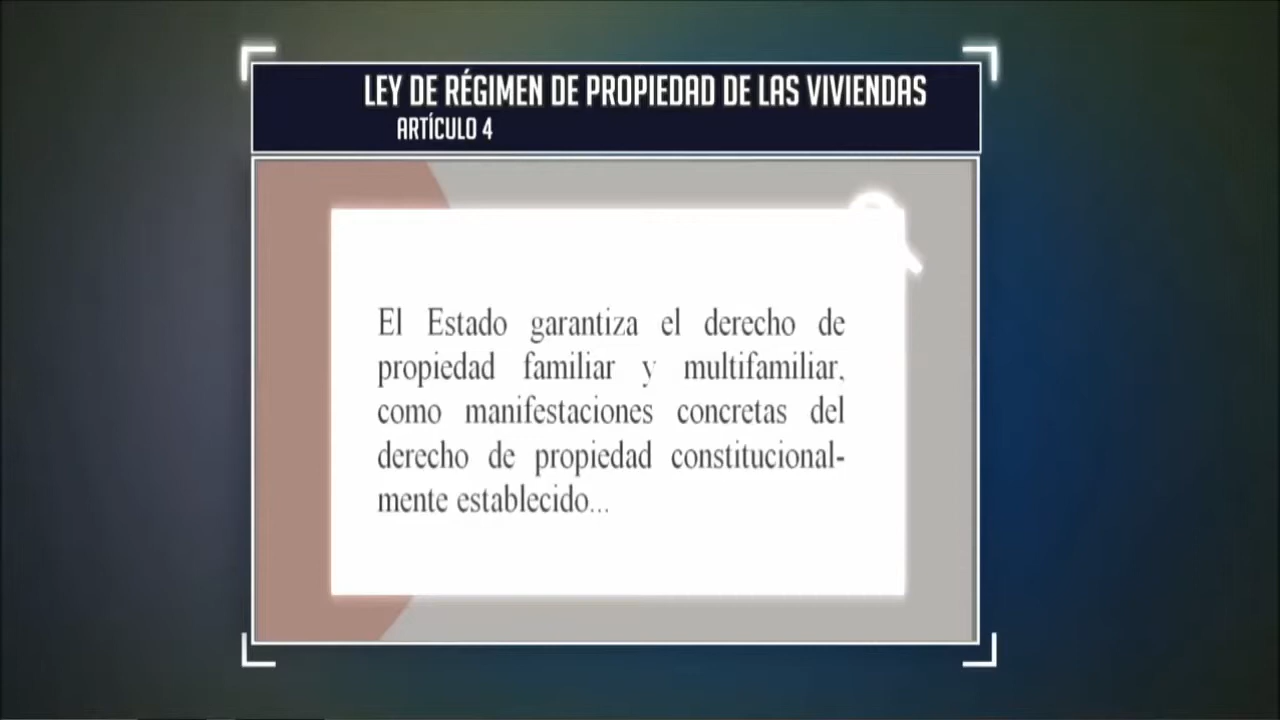 LEY DE RÉGIMEN DE PROPIEDAD DE LAS VIVIENDAS
ARTÍCULO 4
El Estado garantiza el derecho de
propiedad familiar y multifamiliar,
como manifestaciones concretas del
derecho de propiedad constitucional-
mente establecido...